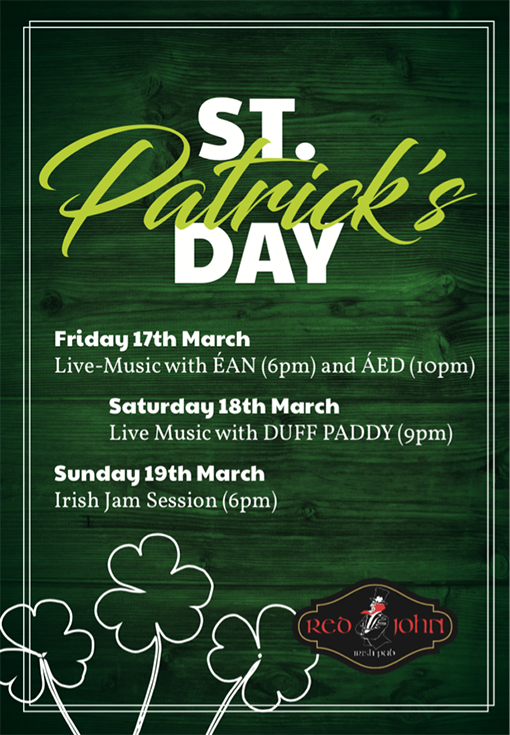 ST.
Patrick's
DAY
Friday 17th March
Live-Music with ÉAN (6pm) and ÁED (10pm)
Saturday 18th March
Live Music with DUFF PADDY (9pm)
Sunday 19th March
Irish Jam Session (6pm)
RED JOHN
IRISH PUB